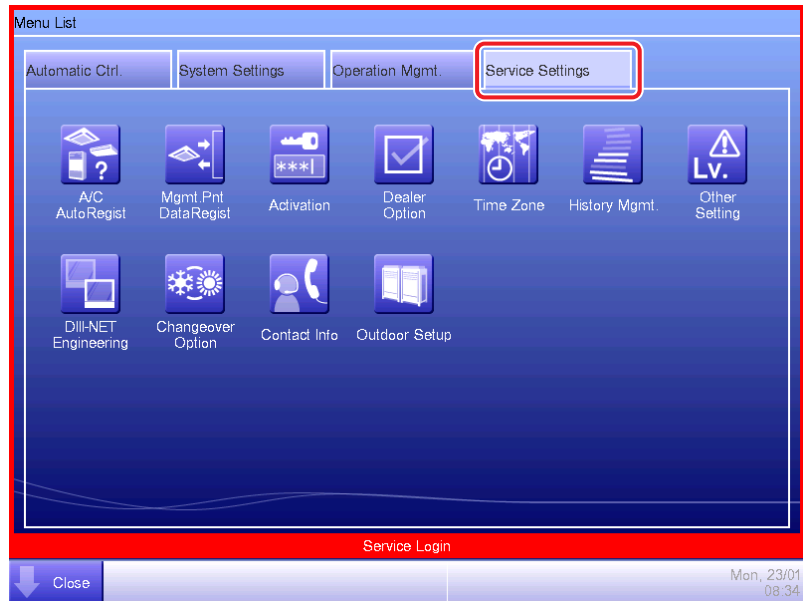 Menu List
Automatic Ctrl.
System Settings
Operation Mgmt.
Service Settings
?
***
LV.
A/C
AutoRegist
Mgmt.Pnt
DataRegist
Activation
Dealer
Option
Time Zone
History Mgmt.
Other
Setting
DIII-NET
Engineering
Changeover
Option
Contact Info
Outdoor Setup
Service Login
Close
Mon, 23/01
08:34